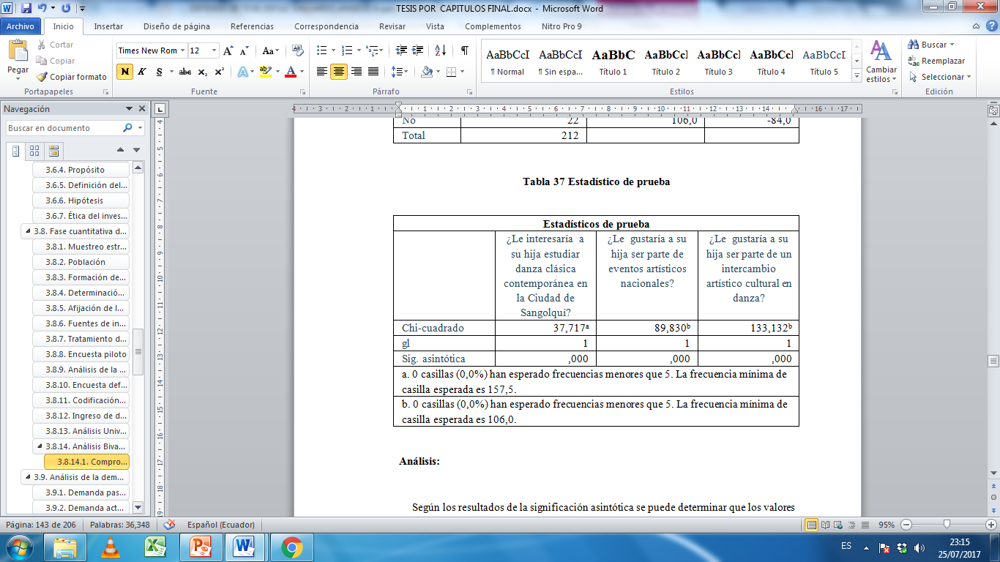 TESIS POR CAPITULOS FINAL.docx - Microsoft Word
Archivo Inicio Insertar Diseño de página Referencias Correspondencia Revisar Vista Complementos Nitro Pro 9
Pegar
Cortar
Copiar
Copiar formato
Portapapeles
Times New Rom 12
N K S abc x₂ x²
Fuente
Párrafo
AaBbCcI AaBbCcI AaBbC AaBbCcI AaBbCcI AaBbCcI AaBbCcI
¶ Normal ¶ Sin espa... Título 1 Título 2 Título 3 Título 4 Título 5
Cambiar
estilos
Estilos
Buscar
Reemplazar
Seleccionar
Edición
Navegación
Buscar en documento
3.6.4. Propósito
3.6.5. Definición del...
3.6.6. Hipótesis
3.6.7. Ética del inves...
3.8. Fase cuantitativa d...
3.8.1. Muestreo estr...
3.8.2. Población
3.8.3. Formación de...
3.8.4. Determinació...
3.8.5. Afijación de l...
3.8.6. Fuentes de in...
3.8.7. Tratamiento d...
3.8.8. Encuesta piloto
3.8.9. Análisis de la ...
3.8.10. Encuesta def...
3.8.11. Codificación...
3.8.12. Ingreso de d...
3.8.13. Análisis Univ...
3.8.14. Análisis Biva...
3.8.14.1. Compro...
3.9. Análisis de la dem...
3.9.1. Demanda pas...
3.9.2. Demanda act...
No 22 106,0 -84,0
Total 212
Tabla 37 Estadístico de prueba
Estadísticos de prueba
¿Le interesaría a
su hija estudiar
danza clásica
contemporánea en
la Ciudad de
Sangolquí?
¿Le gustaría a su
hija ser parte de
eventos artísticos
nacionales?
¿Le gustaría a su
hija ser parte de un
intercambio
artístico cultural en
danza?
Chi-cuadrado 37,717a 89,830b 133,132b
gl 1 1 1
Sig. asintótica ,000 ,000 ,000
a. 0 casillas (0,0%) han esperado frecuencias menores que 5. La frecuencia mínima de
casilla esperada es 157,5.
b. 0 casillas (0,0%) han esperado frecuencias menores que 5. La frecuencia mínima de
casilla esperada es 106,0.
Análisis:
Según los resultados de la significación asintótica se puede determinar que los valores
Página: 143 de 206 Palabras: 36,348 Español (Ecuador) 95%
ES 23:15
25/07/2017